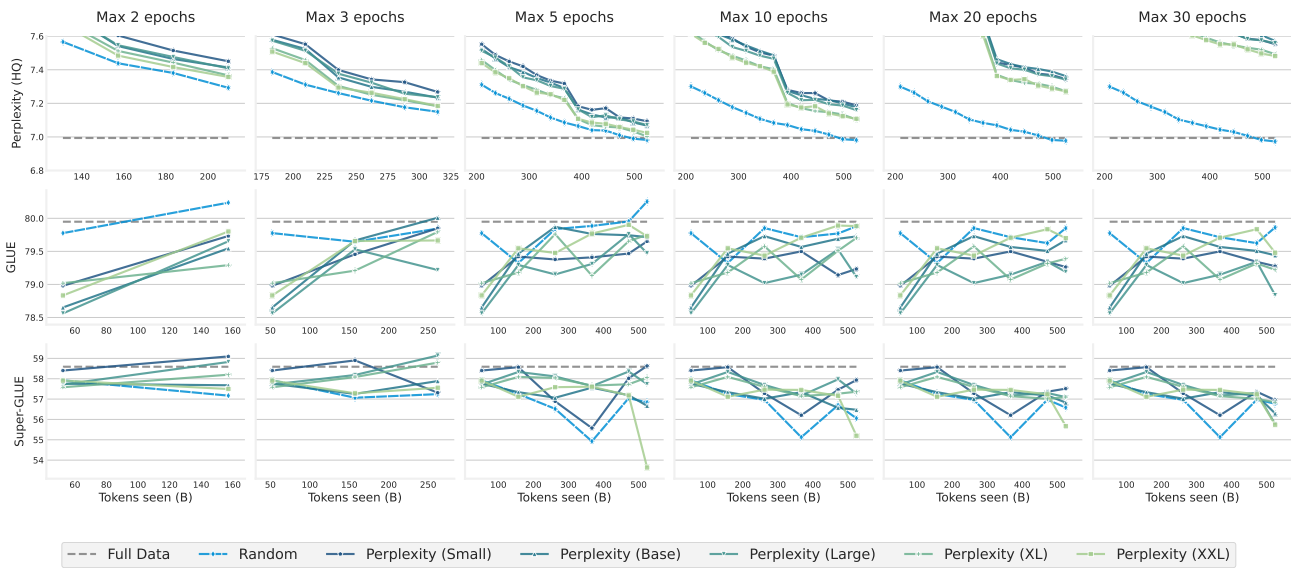 Max 2 epochs Max 3 epochs Max 5 epochs Max 10 epochs Max 20 epochs Max 30 epochs
Perplexity (HQ)
7.6
7.4
7.2
7.0
6.8
140 160 180 200 175 200 225 250 275 300 325 200 300 400 500 200 300 400 500 200 300 400 500 200 300 400 500
GLUE
80.0
79.5
79.0
78.5
60 80 100 120 140 160 50 100 150 200 250 100 200 300 400 500 100 200 300 400 500 100 200 300 400 500 100 200 300 400 500
Super-GLUE
59
58
57
56
55
54
60 80 100 120 140 160 50 100 150 200 250 100 200 300 400 500 100 200 300 400 500 100 200 300 400 500 100 200 300 400 500
Tokens seen (B) Tokens seen (B) Tokens seen (B) Tokens seen (B) Tokens seen (B) Tokens seen (B)
Full Data Random Perplexity (Small) Perplexity (Base) Perplexity (Large) Perplexity (XL) Perplexity (XXL)